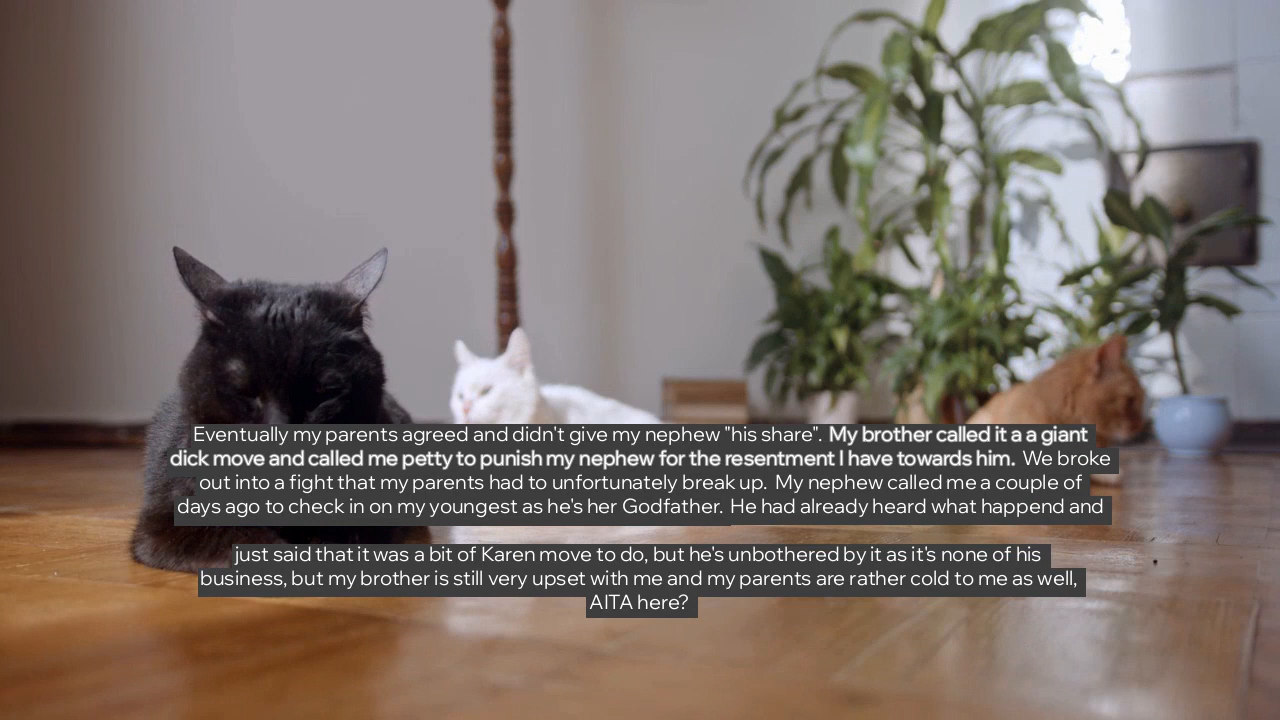 Eventually my parents agreed and didn't give my nephew "his share". My brother called it a a giant
dick move and called me petty to punish my nephew for the resentment I have towards him. We broke
out into a fight that my parents had to unfortunately break up. My nephew called me a couple of
days ago to check in on my youngest as he's her Godfather. He had already heard what happend and
just said that it was a bit of Karen move to do, but he's unbothered by it as it's none of his
business, but my brother is still very upset with me and my parents are rather cold to me as well,
AITA here?